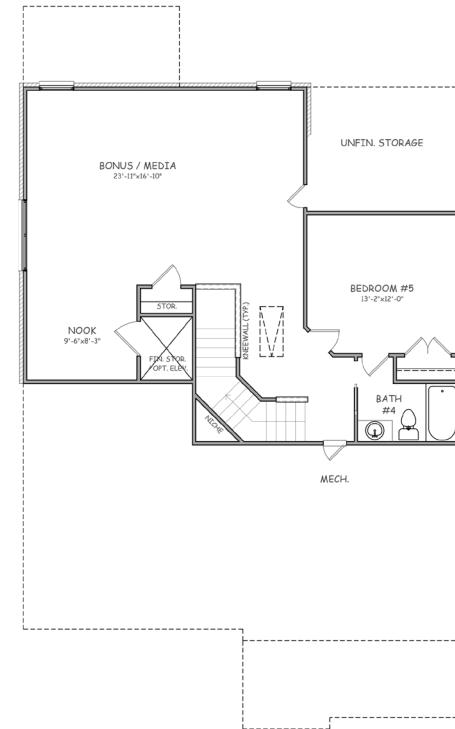 UNFIN. STORAGE
BONUS / MEDIA
23'-11"x16'-10"
BEDROOM #5
13'-2"x12'-0"
STOR.
KNEEWALL (TYP.)
NOOK
9'-6"x8'-3"
FIN. STOR.
OPT. ELEV.
BATH
#4
NICHE
MECH.